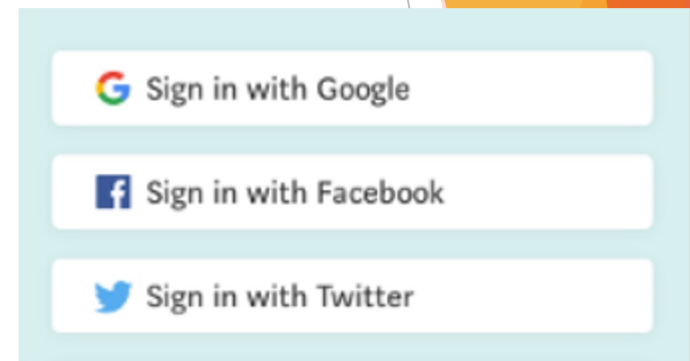 Sign in with Google
Sign in with Facebook
Sign in with Twitter